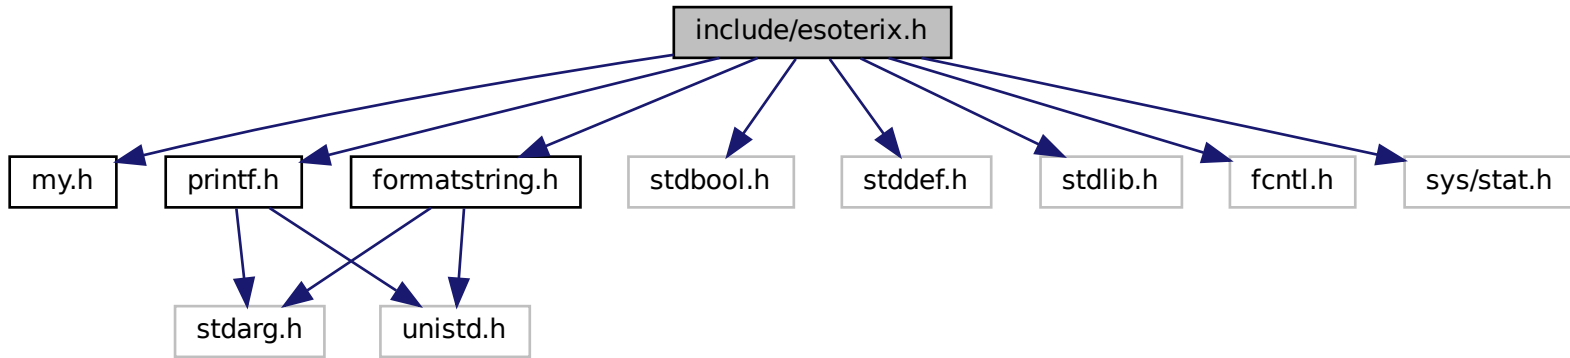 include/esoterix.h
my.h
printf.h
formatstring.h
stdbool.h
stddef.h
stdlib.h
fcntl.h
sys/stat.h
stdarg.h
unistd.h